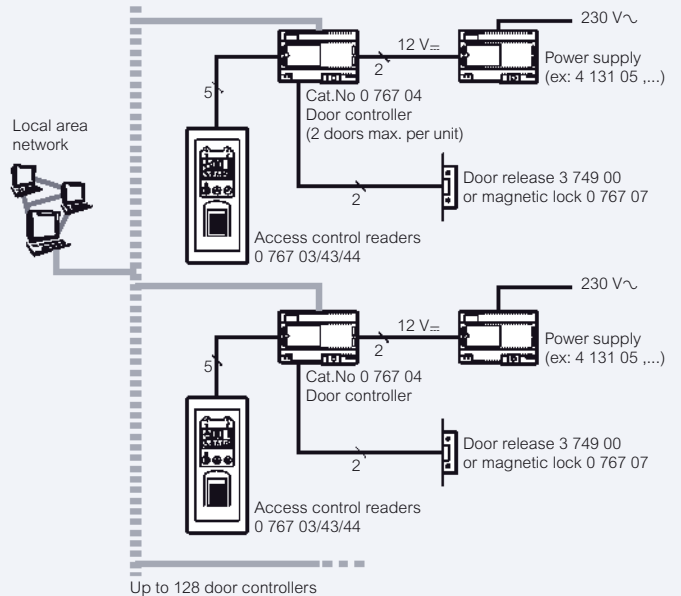 230 V∿
12 V⎓
2
Power supply
(ex: 4 131 05 ,...)
5
Cat.No 0 767 04
Door controller
(2 doors max. per unit)
Local area
network
Door release 3 749 00
or magnetic lock 0 767 07
2
Access control readers
0 767 03/43/44
230 V∿
12 V⎓
2
Power supply
(ex: 4 131 05 ,...)
5
Cat.No 0 767 04
Door controller
Door release 3 749 00
or magnetic lock 0 767 07
2
Access control readers
0 767 03/43/44
Up to 128 door controllers